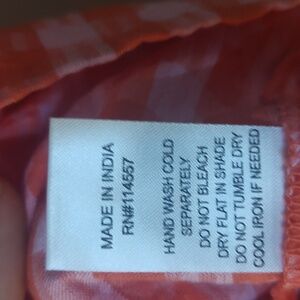 MADE IN INDIA
RN#114557
HAND WASH COLD
SEPARATELY
DO NOT BLEACH
DRY FLAT IN SHADE
DO NOT TUMBLE DRY
COOL IRON IF NEEDED